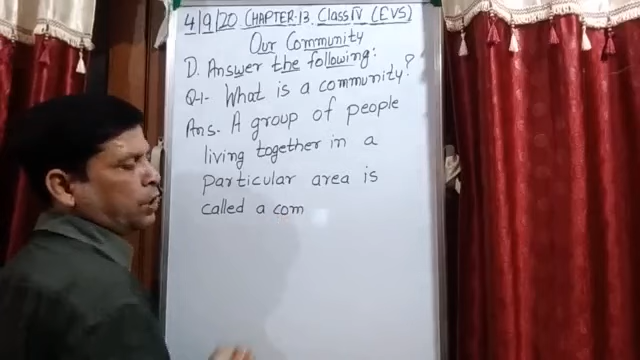 4/9/20 CHAPTER-13 Class IV (EVS)
Our Community
D. Answer the following:
Q-1- What is a community?
Ans. A group of people
living together in a
particular area is
called a com